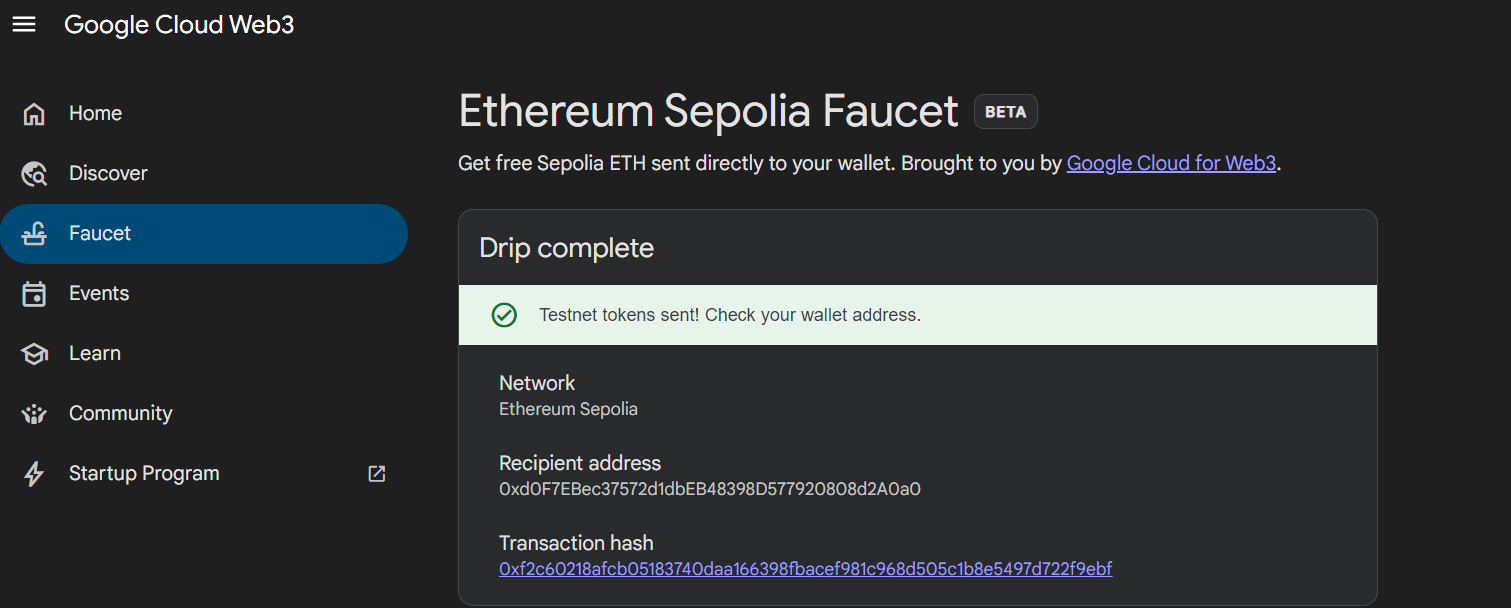 Google Cloud Web3
Home
Discover
Faucet
Events
Learn
Community
Startup Program
Ethereum Sepolia Faucet BETA
Get free Sepolia ETH sent directly to your wallet. Brought to you by Google Cloud for Web3.
Drip complete
Testnet tokens sent! Check your wallet address.
Network
Ethereum Sepolia
Recipient address
0xd0F7EBec37572d1dbEB48398D577920808d2A0a0
Transaction hash
0xf2c60218afcb05183740daa166398fbacef981c968d505c1b8e5497d722f9ebf